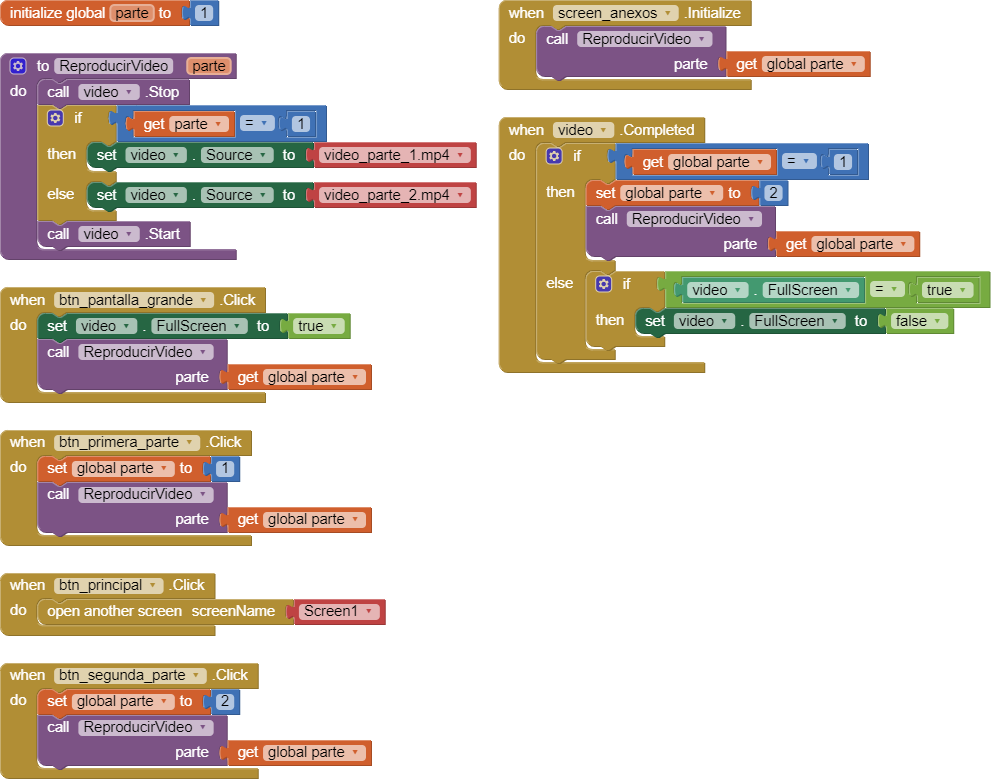 initialize global parte to 1
to ReproducirVideo parte
do call video .Stop
if get parte = 1
then set video . Source to video_parte_1.mp4
else set video . Source to video_parte_2.mp4
call video .Start
when btn_pantalla_grande .Click
do set video . FullScreen to true
call ReproducirVideo
parte get global parte
when btn_primera_parte .Click
do set global parte to 1
call ReproducirVideo
parte get global parte
when btn_principal .Click
do open another screen screenName Screen1
when btn_segunda_parte .Click
do set global parte to 2
call ReproducirVideo
parte get global parte
when screen_anexos .Initialize
do call ReproducirVideo
parte get global parte
when video .Completed
do if get global parte = 1
then set global parte to 2
call ReproducirVideo
parte get global parte
else if video . FullScreen = true
then set video . FullScreen to false